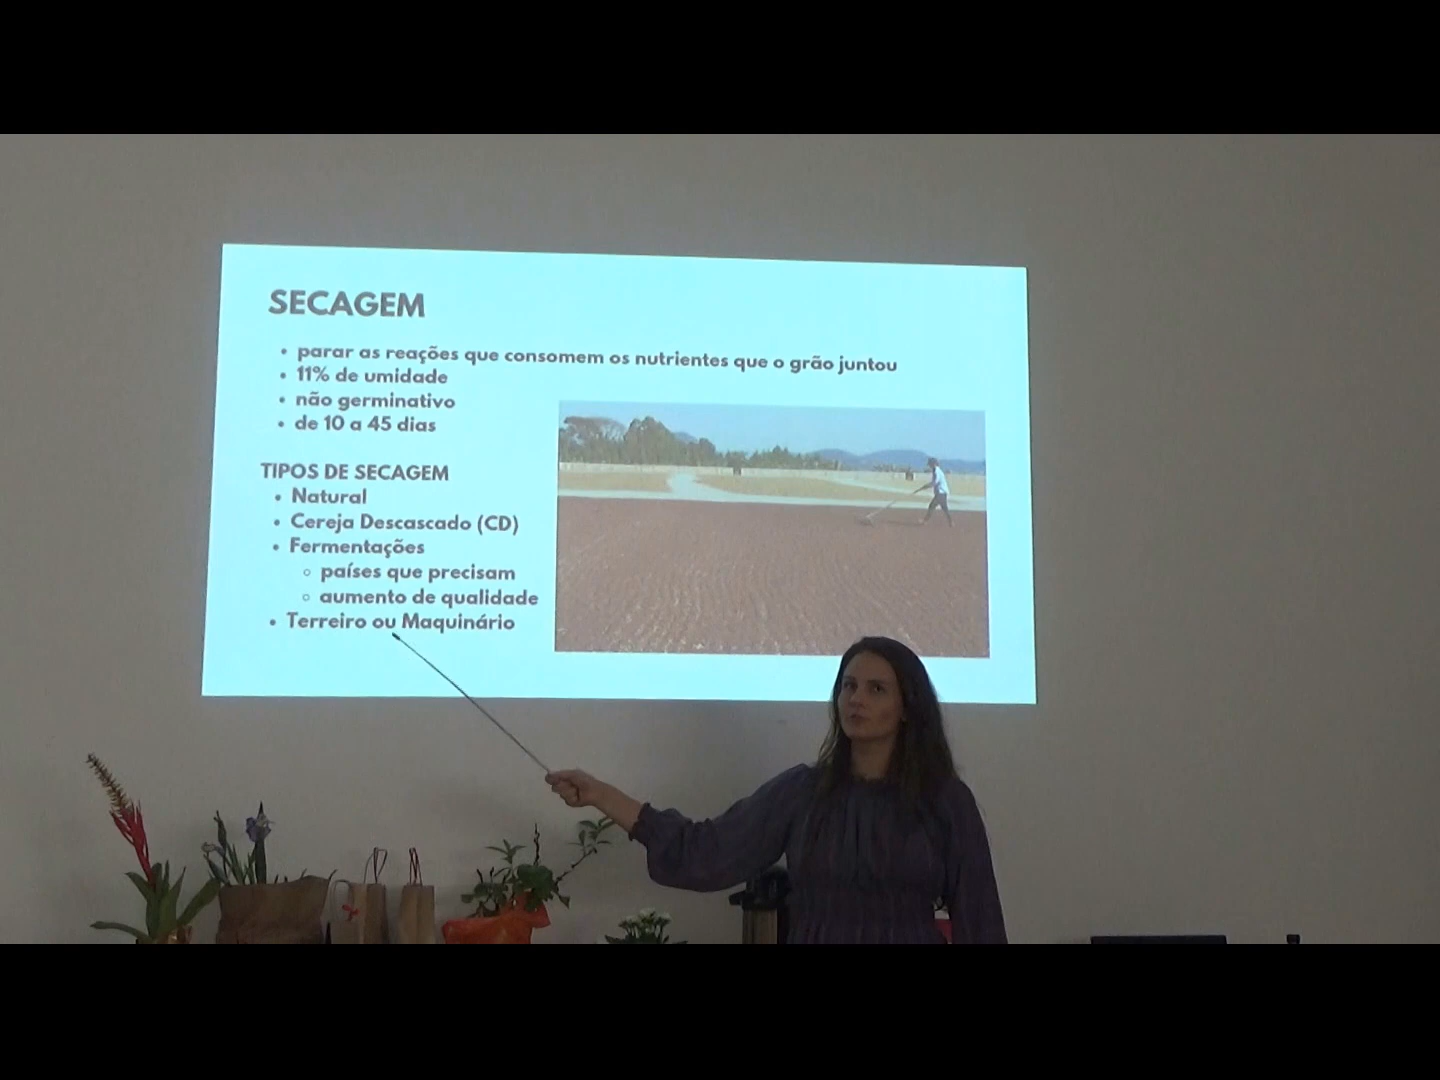 SECAGEM
• parar as reações que consomem os nutrientes que o grão juntou
• 11% de umidade
• não germinativo
• de 10 a 45 dias
TIPOS DE SECAGEM
• Natural
• Cereja Descascado (CD)
• Fermentações
◦ países que precisam
◦ aumento de qualidade
• Terreiro ou Maquinário